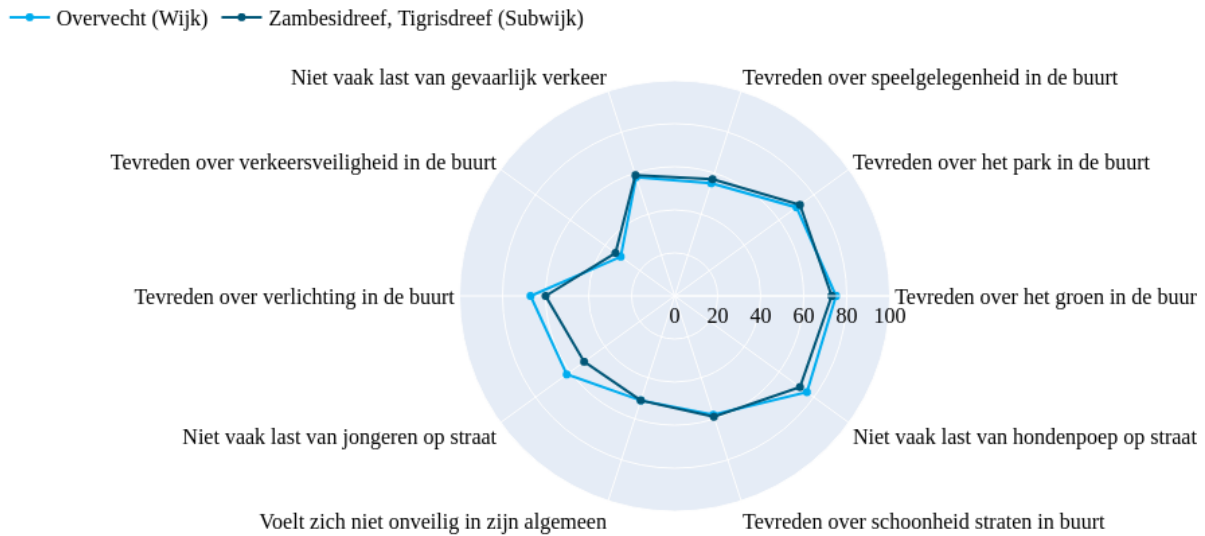 Overvecht (Wijk)
Zambesidreef, Tigrisdreef (Subwijk)
Niet vaak last van gevaarlijk verkeer
Tevreden over speelgelegenheid in de buurt
Tevreden over verkeersveiligheid in de buurt
Tevreden over het park in de buurt
Tevreden over verlichting in de buurt
Tevreden over het groen in de buur
0 20 40 60 80 100
Niet vaak last van jongeren op straat
Niet vaak last van hondenpoep op straat
Voelt zich niet onveilig in zijn algemeen
Tevreden over schoonheid straten in buurt